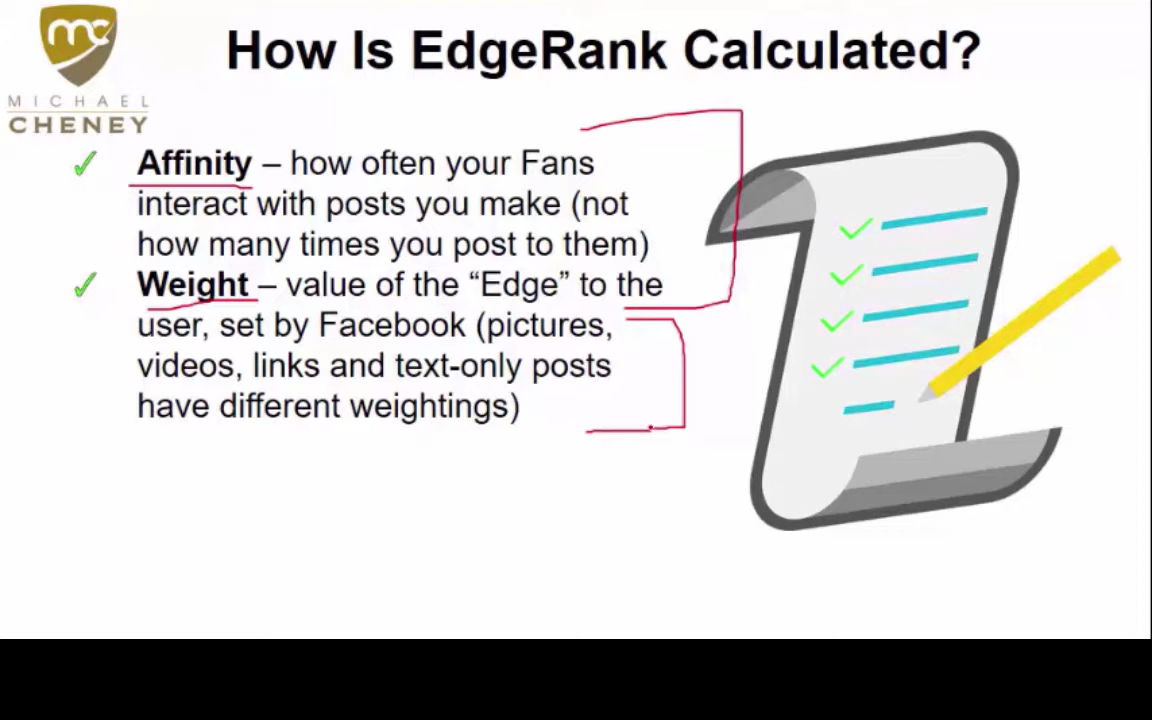 MICHAEL
CHENEY
How Is EdgeRank Calculated?
Affinity – how often your Fans
interact with posts you make (not
how many times you post to them)
Weight – value of the “Edge” to the
user, set by Facebook (pictures,
videos, links and text-only posts
have different weightings)